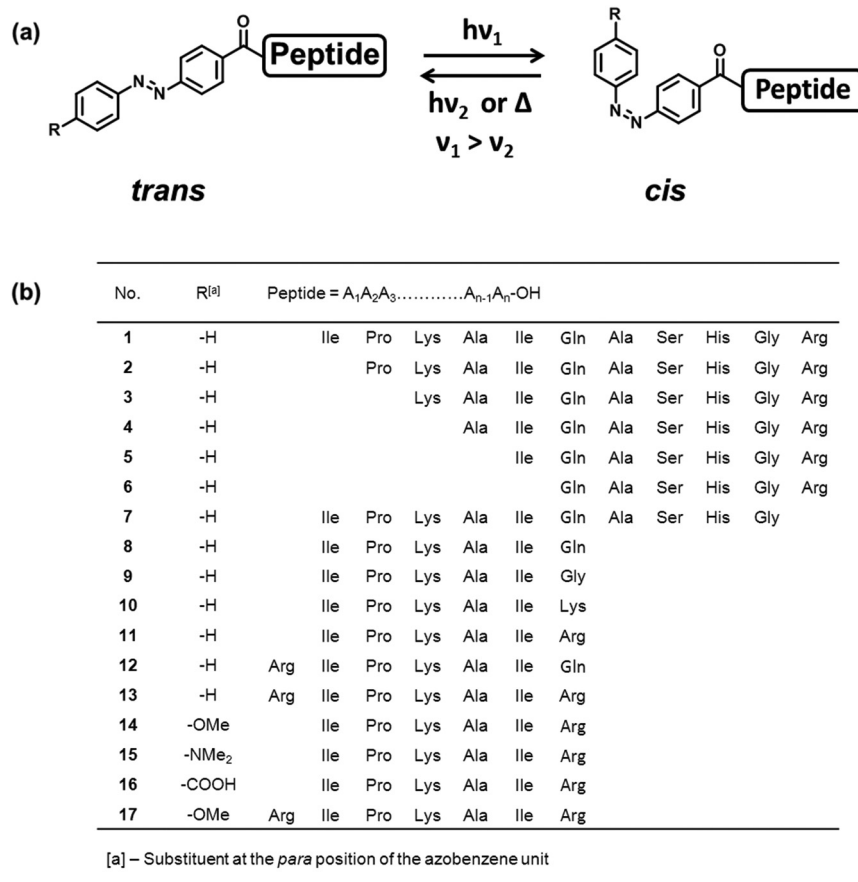 (a)
O
Peptide
N
N
R
hν1
hν2 or Δ
ν1 > ν2
R
O
Peptide
N
N
trans
cis
(b)
No. R[a] Peptide = A1A2A3............An-1An-OH
1 -H Ile Pro Lys Ala Ile Gln Ala Ser His Gly Arg
2 -H Pro Lys Ala Ile Gln Ala Ser His Gly Arg
3 -H Lys Ala Ile Gln Ala Ser His Gly Arg
4 -H Ala Ile Gln Ala Ser His Gly Arg
5 -H Ile Gln Ala Ser His Gly Arg
6 -H Gln Ala Ser His Gly Arg
7 -H Ile Pro Lys Ala Ile Gln Ala Ser His Gly
8 -H Ile Pro Lys Ala Ile Gln
9 -H Ile Pro Lys Ala Ile Gly
10 -H Ile Pro Lys Ala Ile Lys
11 -H Ile Pro Lys Ala Ile Arg
12 -H Arg Ile Pro Lys Ala Ile Gln
13 -H Arg Ile Pro Lys Ala Ile Arg
14 -OMe Ile Pro Lys Ala Ile Arg
15 -NMe2 Ile Pro Lys Ala Ile Arg
16 -COOH Ile Pro Lys Ala Ile Arg
17 -OMe Arg Ile Pro Lys Ala Ile Arg
[a] – Substituent at the para position of the azobenzene unit